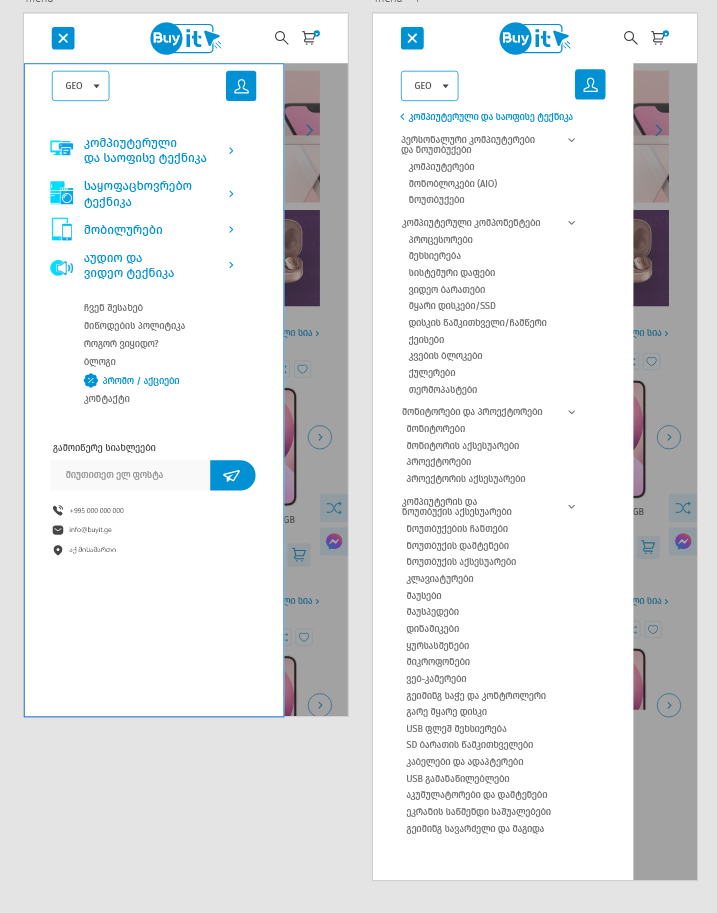 Buy it
GEO
კომპიუტერული
და საოფისე ტექნიკა
საყოფაცხოვრებო
ტექნიკა
მობილურები
აუდიო და
ვიდეო ტექნიკა
ჩვენ შესახებ
მიწოდების პოლიტიკა
როგორ ვიყიდო?
ბლოგი
პრომო / აქციები
კონტაქტი
გამოიწერე სიახლეები
მიუთითეთ ელ ფოსტა
+995 000 000 000
info@buyit.ge
აქ მისამართი
ლი სია
GB
ლი სია
Buy it
GEO
კომპიუტერული და საოფისე ტექნიკა
პერსონალური კომპიუტერები
და ნოუთბუქები
კომპიუტერები
მონობლოკები (AIO)
ნოუთბუქები
კომპიუტერული კომპონენტები
პროცესორები
მეხსიერება
სისტემური დაფები
ვიდეო ბარათები
მყარი დისკები/SSD
დისკის წამკითხველი/ჩამწერი
ქეისები
კვების ბლოკები
ქულერები
თერმოპასტები
მონიტორები და პროექტორები
მონიტორები
მონიტორის აქსესუარები
პროექტორები
პროექტორის აქსესუარები
კომპიუტერის და
ნოუთბუქის აქსესუარები
ნოუთბუქების ჩანთები
ნოუთბუქის დამტენები
ნოუთბუქის აქსესუარები
კლავიატურები
მაუსები
მაუსპედები
დინამიკები
ყურსასმენები
მიკროფონები
ვებ-კამერები
გეიმინგ საჭე და კონტროლერი
გარე მყარე დისკი
USB ფლეშ მეხსიერება
SD ბარათის წამკითხველები
კაბელები და ადაპტერები
USB გამანაწილებლები
აკუმულატორები და დამტენები
ეკრანის საწმენდი საშუალებები
გეიმინგ სავარძელი და მაგიდა
ლი სია
GB
ლი სია